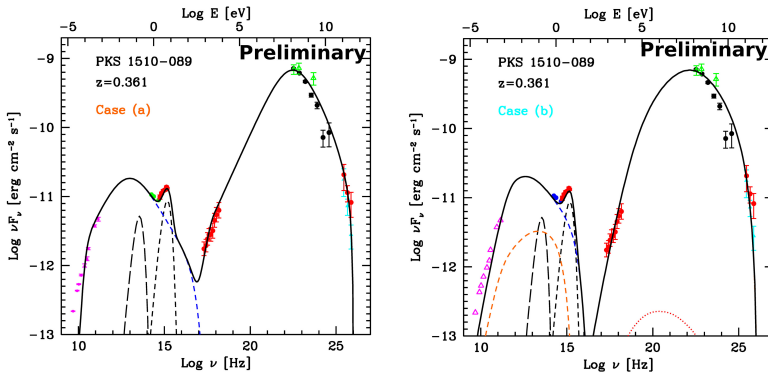 Log E [eV]
−5 0 5 10
Preliminary
PKS 1510−089
z=0.361
Case (a)
−9
−10
−11
−12
−13
Log νFν [erg cm⁻² s⁻¹]
10 15 20 25
Log ν [Hz]
Log E [eV]
−5 0 5 10
Preliminary
PKS 1510−089
z=0.361
Case (b)
−9
−10
−11
−12
−13
Log νFν [erg cm⁻² s⁻¹]
10 15 20 25
Log ν [Hz]